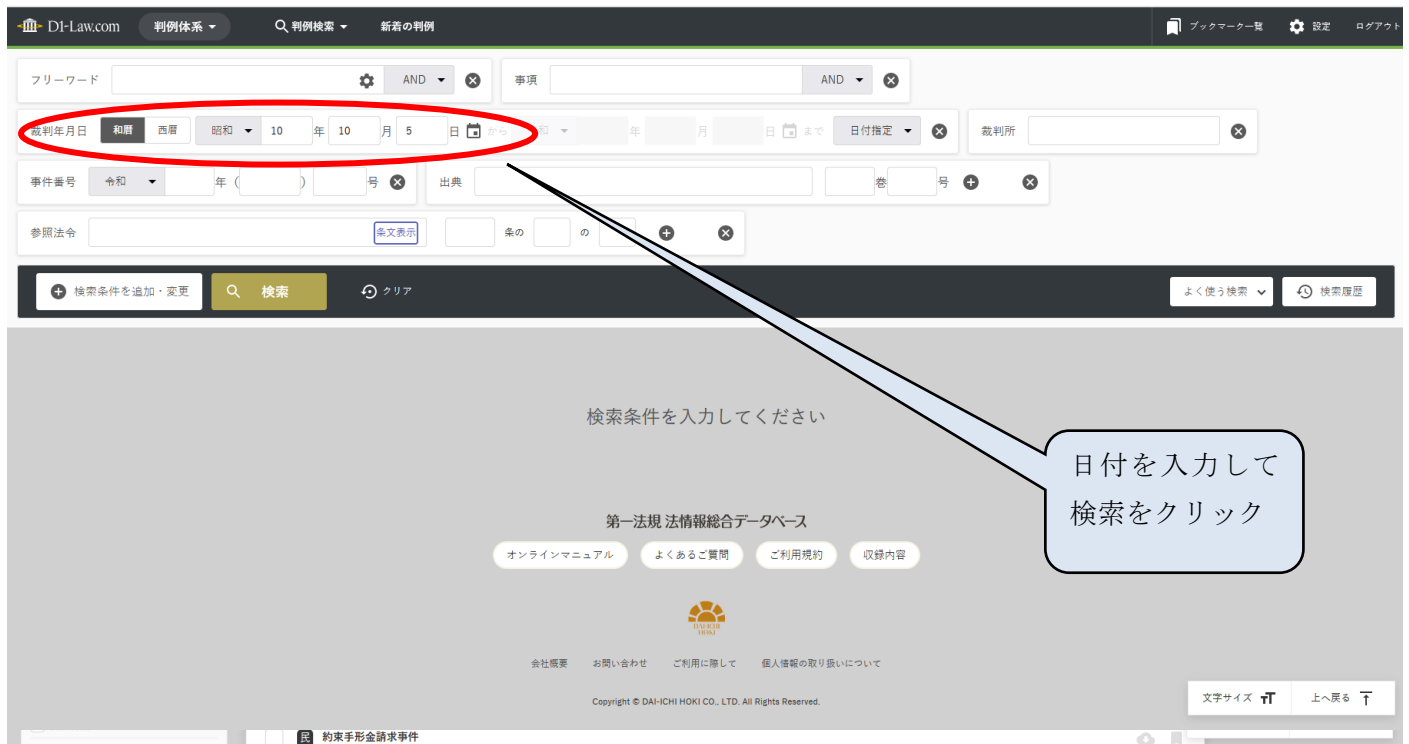 D1-Law.com 判例体系 判例検索 新着の判例 ブックマーク一覧 設定 ログアウト
フリーワード AND 事項 AND
裁判年月日 和暦 西暦 昭和 10 年 10 月 5 日 から 和 年 月 日 まで 日付指定 裁判所
事件番号 令和 年 ( ) 号 出典 巻 号
参照法令 条文表示 条の の
検索条件を追加・変更 検索 クリア よく使う検索 検索履歴
検索条件を入力してください
日付を入力して
検索をクリック
第一法規 法情報総合データベース
オンラインマニュアル よくあるご質問 ご利用規約 収録内容
DAI-ICHI
HOKI
会社概要 お問い合わせ ご利用に際して 個人情報の取り扱いについて
Copyright © DAI-ICHI HOKI CO., LTD. All Rights Reserved.
文字サイズ 上へ戻る
民 約束手形金請求事件